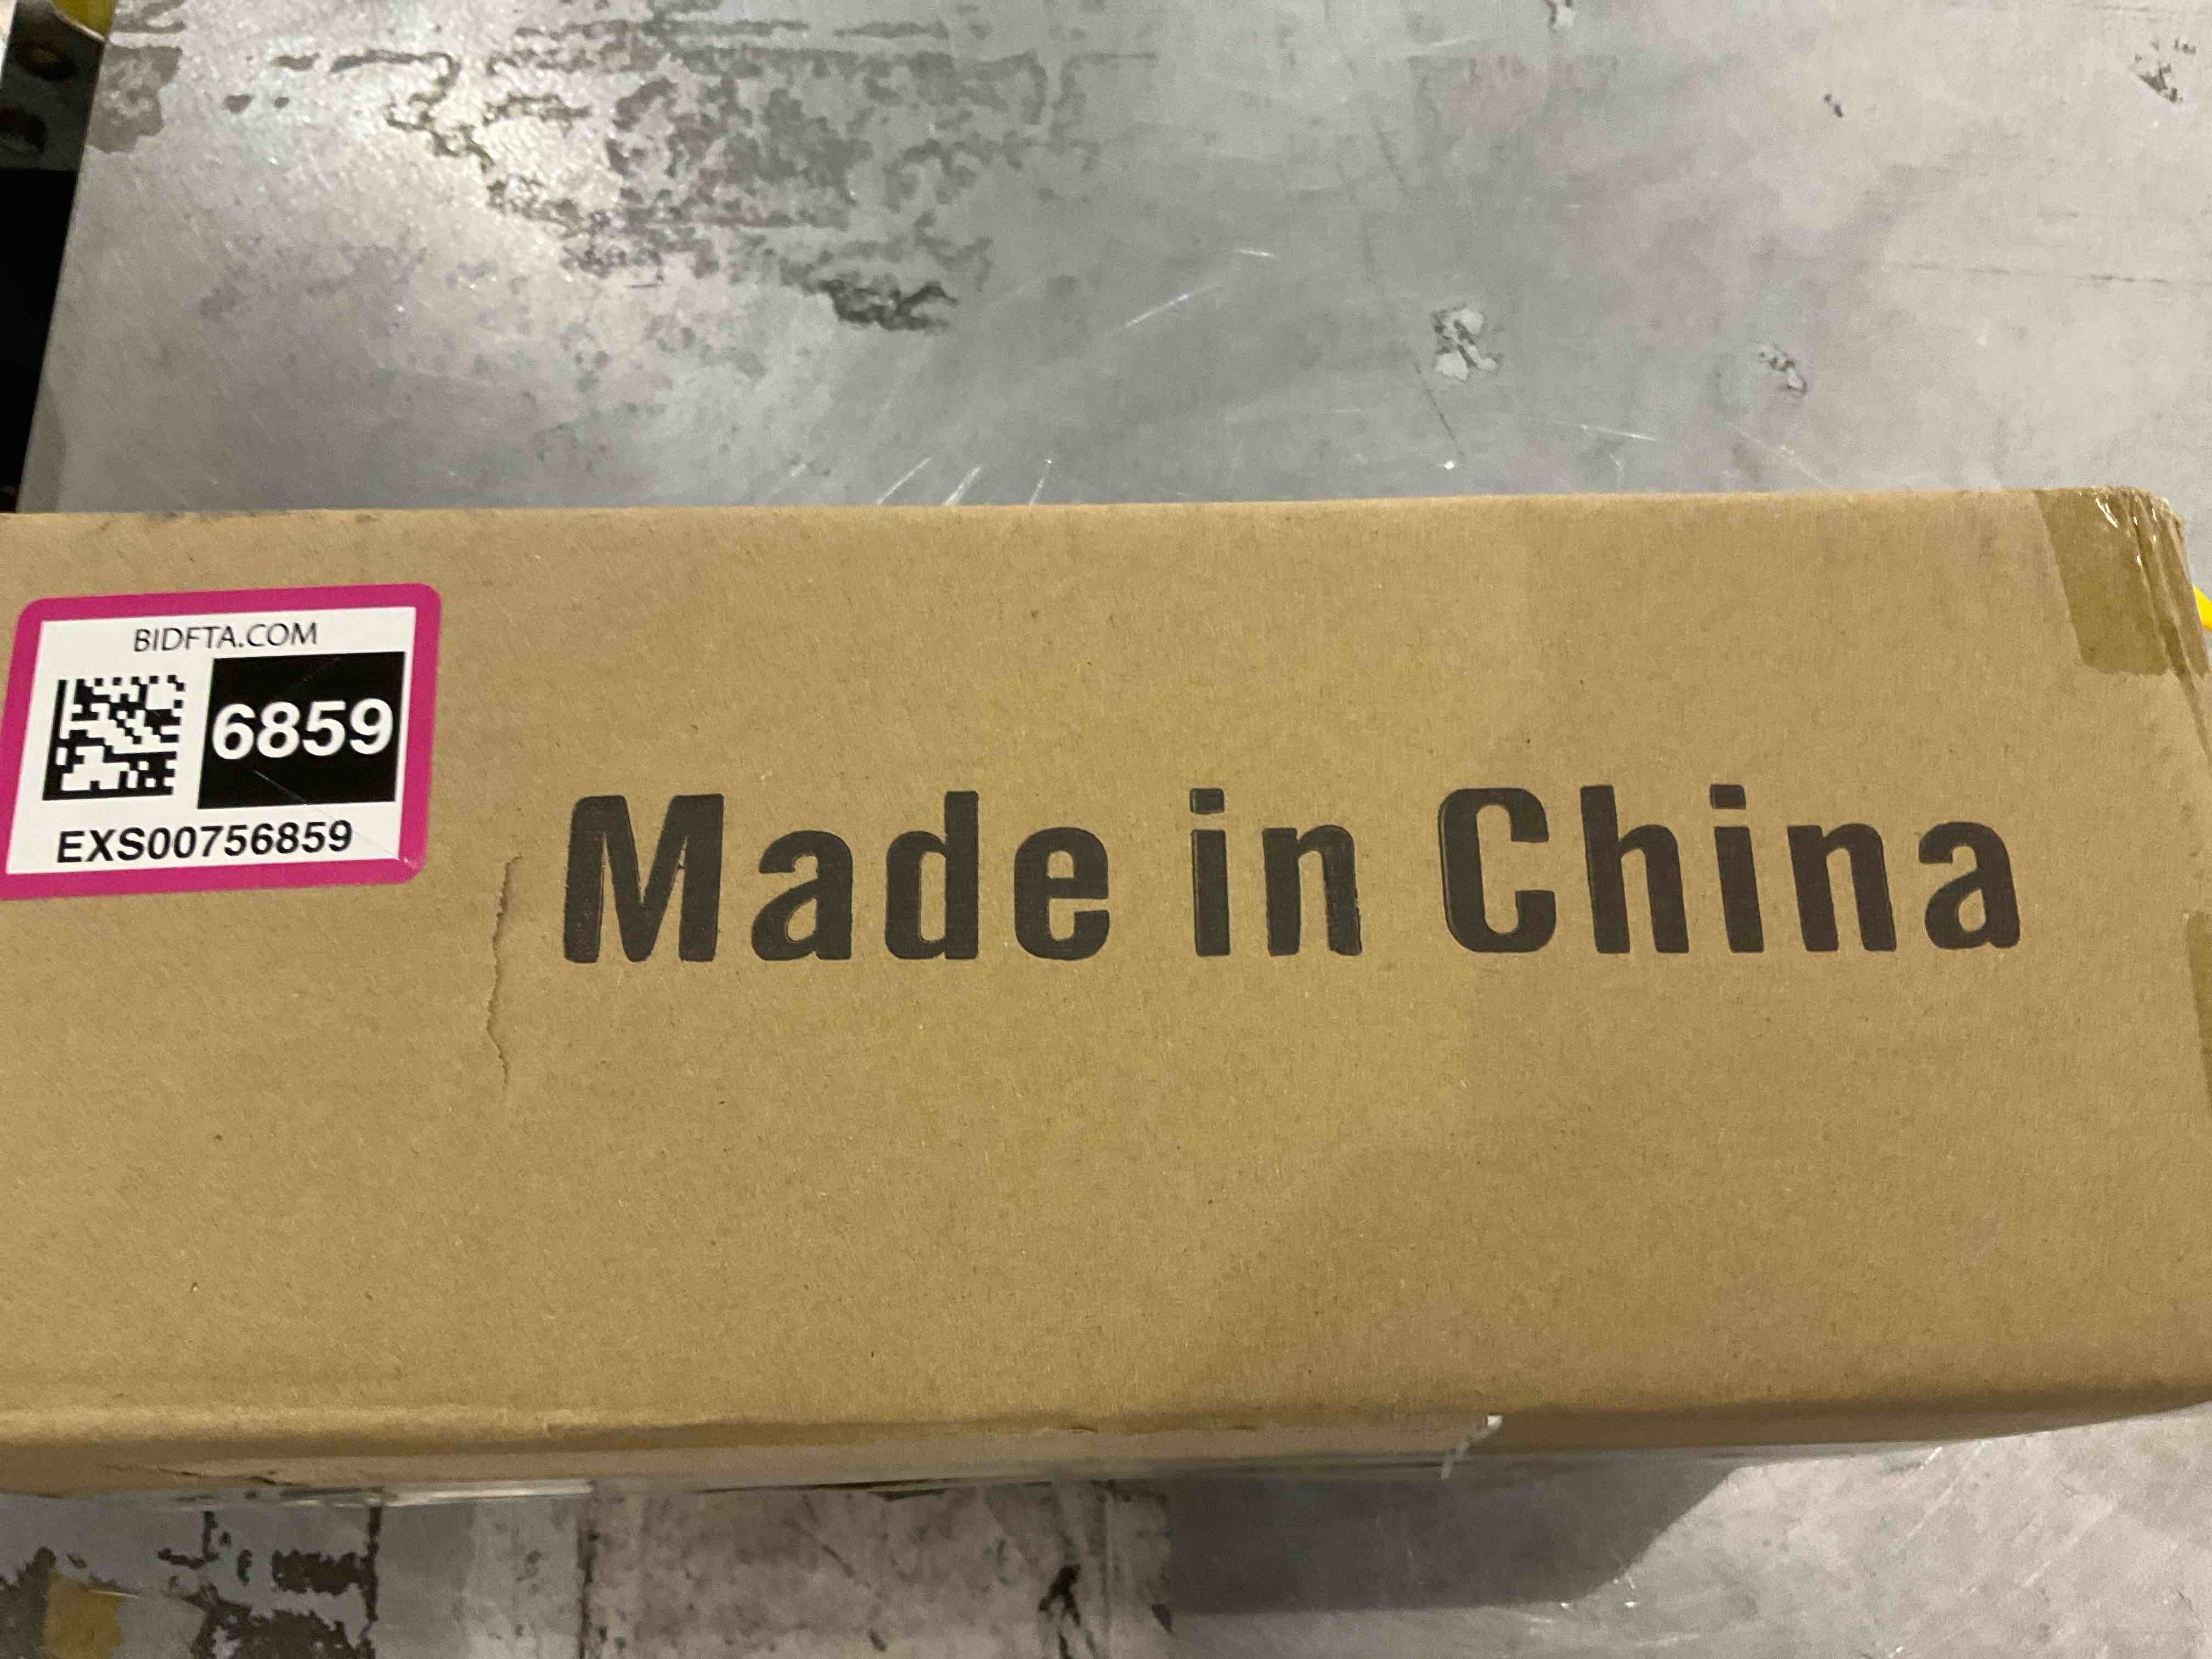 BIDFTA.COM
6859
EXS00756859
Made in China